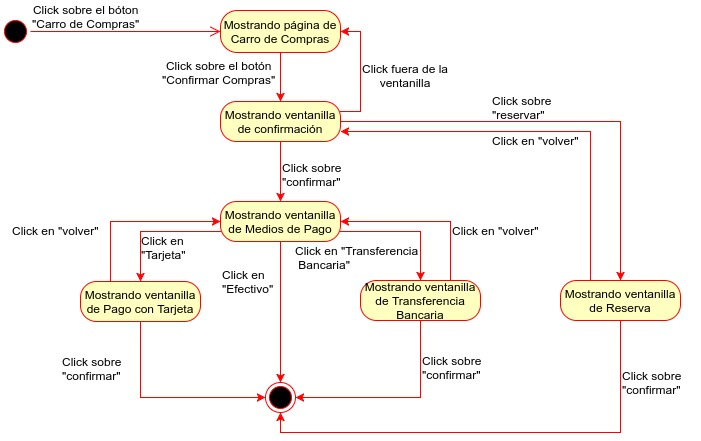 Click sobre el bóton
"Carro de Compras"
Mostrando página de
Carro de Compras
Click sobre el botón
"Confirmar Compras"
Click fuera de la
ventanilla
Mostrando ventanilla
de confirmación
Click sobre
"reservar"
Click en "volver"
Click sobre
"confirmar"
Mostrando ventanilla
de Medios de Pago
Click en "volver"
Click en
"Tarjeta"
Click en "Transferencia
Bancaria"
Click en "volver"
Click en
"Efectivo"
Mostrando ventanilla
de Pago con Tarjeta
Mostrando ventanilla
de Transferencia
Bancaria
Mostrando ventanilla
de Reserva
Click sobre
"confirmar"
Click sobre
"confirmar"
Click sobre
"confirmar"